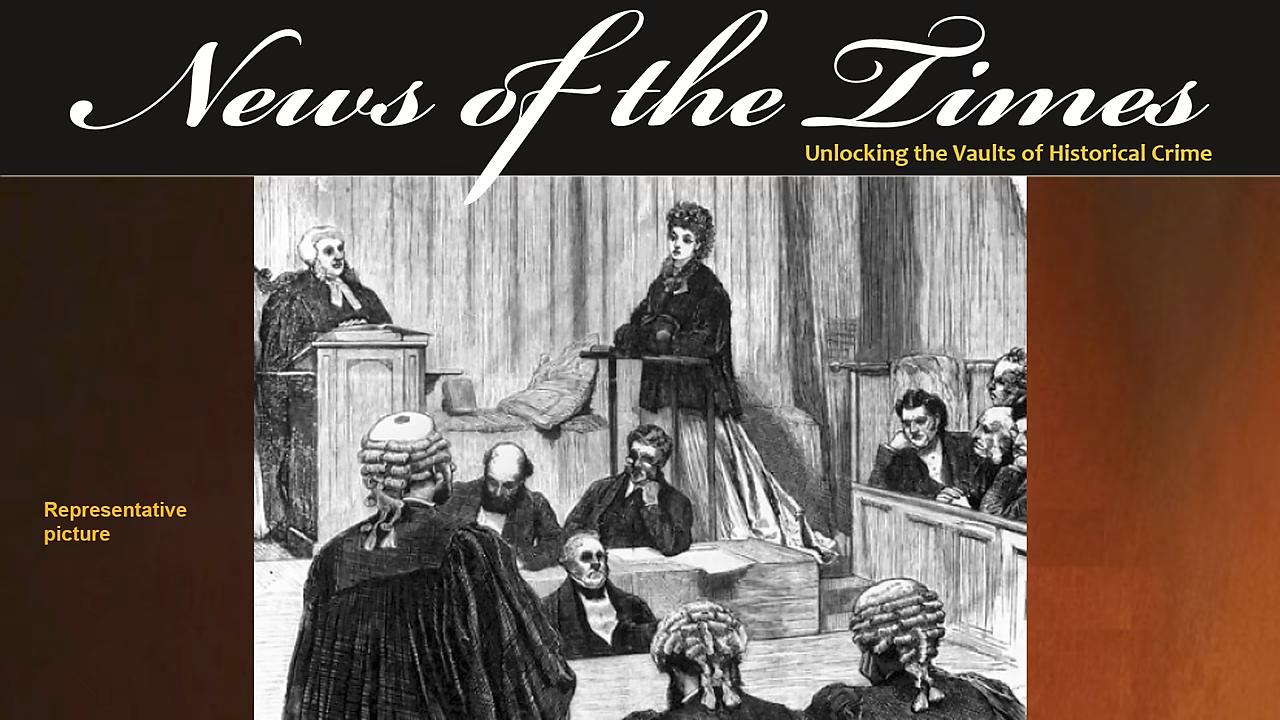 News of the Times
Unlocking the Vaults of Historical Crime
Representative
picture